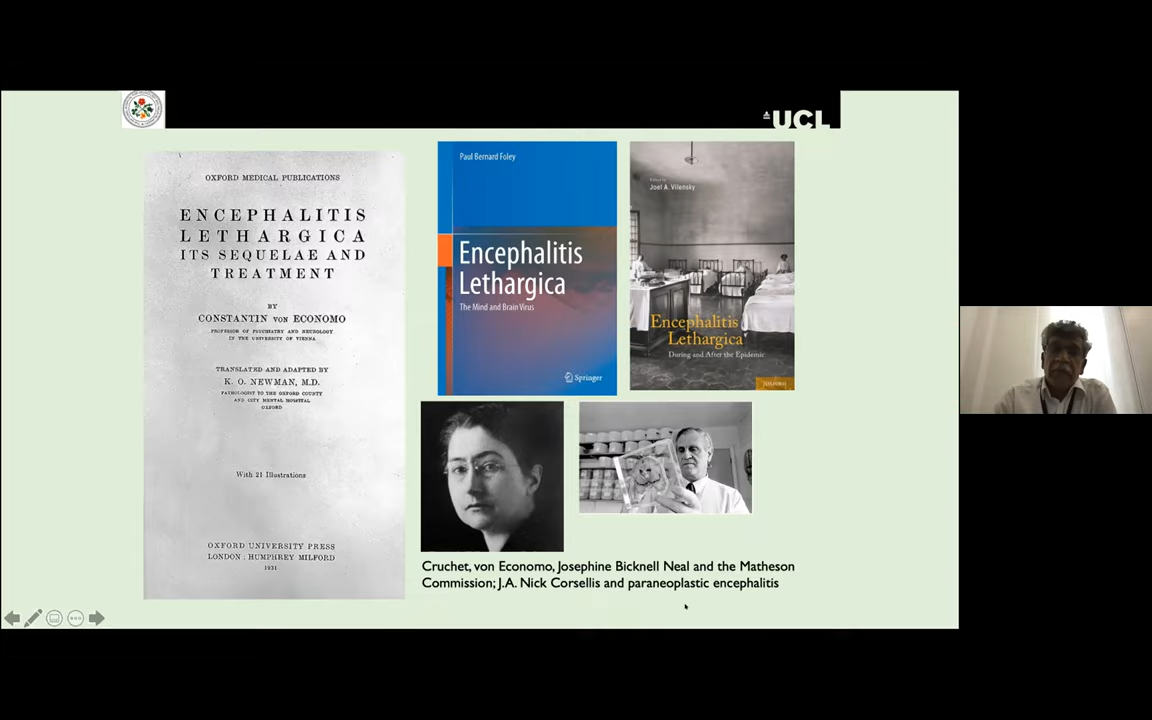 UCL
OXFORD MEDICAL PUBLICATIONS
ENCEPHALITIS
LETHARGICA
ITS SEQUELAE AND
TREATMENT
BY
CONSTANTIN VON ECONOMO
PROFESSOR OF PSYCHIATRY AND NEUROLOGY
IN THE UNIVERSITY OF VIENNA
TRANSLATED AND ADAPTED BY
K. O. NEWMAN, M.D.
PATHOLOGIST TO THE OXFORD COUNTY
AND CITY MENTAL HOSPITAL
OXFORD
With 21 Illustrations
OXFORD UNIVERSITY PRESS
LONDON : HUMPHREY MILFORD
1931
Paul Bernard Foley
Encephalitis
Lethargica
The Mind and Brain Virus
Springer
Edited by
Joel A. Vilensky
Encephalitis
Lethargica
During and After the Epidemic
OXFORD
Cruchet, von Economo, Josephine Bicknell Neal and the Matheson
Commission; J.A. Nick Corsellis and paraneoplastic encephalitis